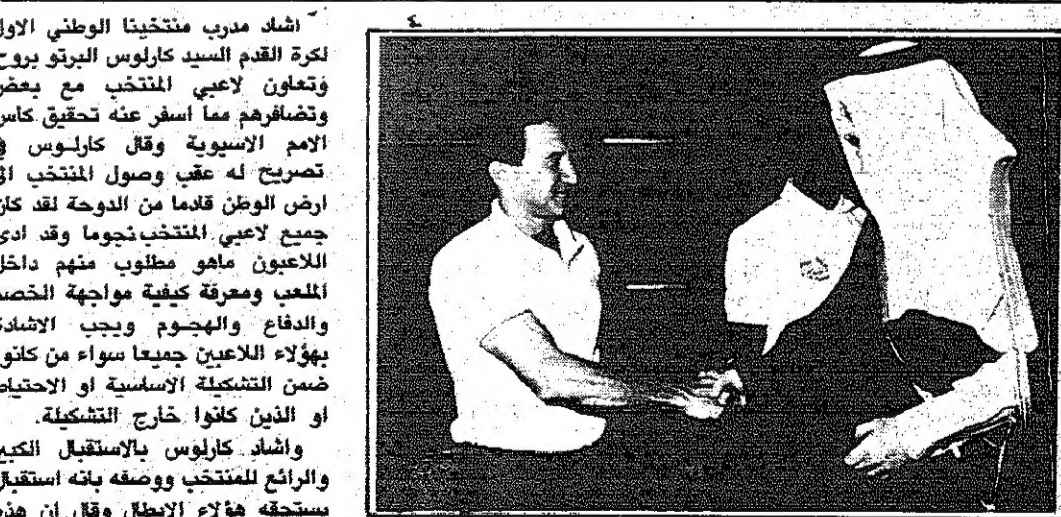 اشاد مدرب منتخبنا الوطني الاول
لكرة القدم السيد كارلوس البرتو بروح
وتعاون لاعبي المنتخب مع بعض
وتضافرهم مما اسفر عنه تحقيق كاس
الامم الاسيوية وقال كارلوس في
تصريح له عقب وصول المنتخب الى
ارض الوطن قادما من الدوحة لقد كان
جميع لاعبي المنتخب نجوما وقد ادى
اللاعبون ماهو مطلوب منهم داخل
الملعب ومعرفة كيفية مواجهة الخصم
والدفاع والهجوم ويجب الاشادة
بهؤلاء اللاعبين جميعا سواء من كانوا
ضمن التشكيلة الاساسية او الاحتياط
او الذين كانوا خارج التشكيلة.
واشاد كارلوس بالاستقبال الكبير
والرائع للمنتخب ووصفه بانه استقبال
يستحقه هؤلاء الابطال وقال ان هذه